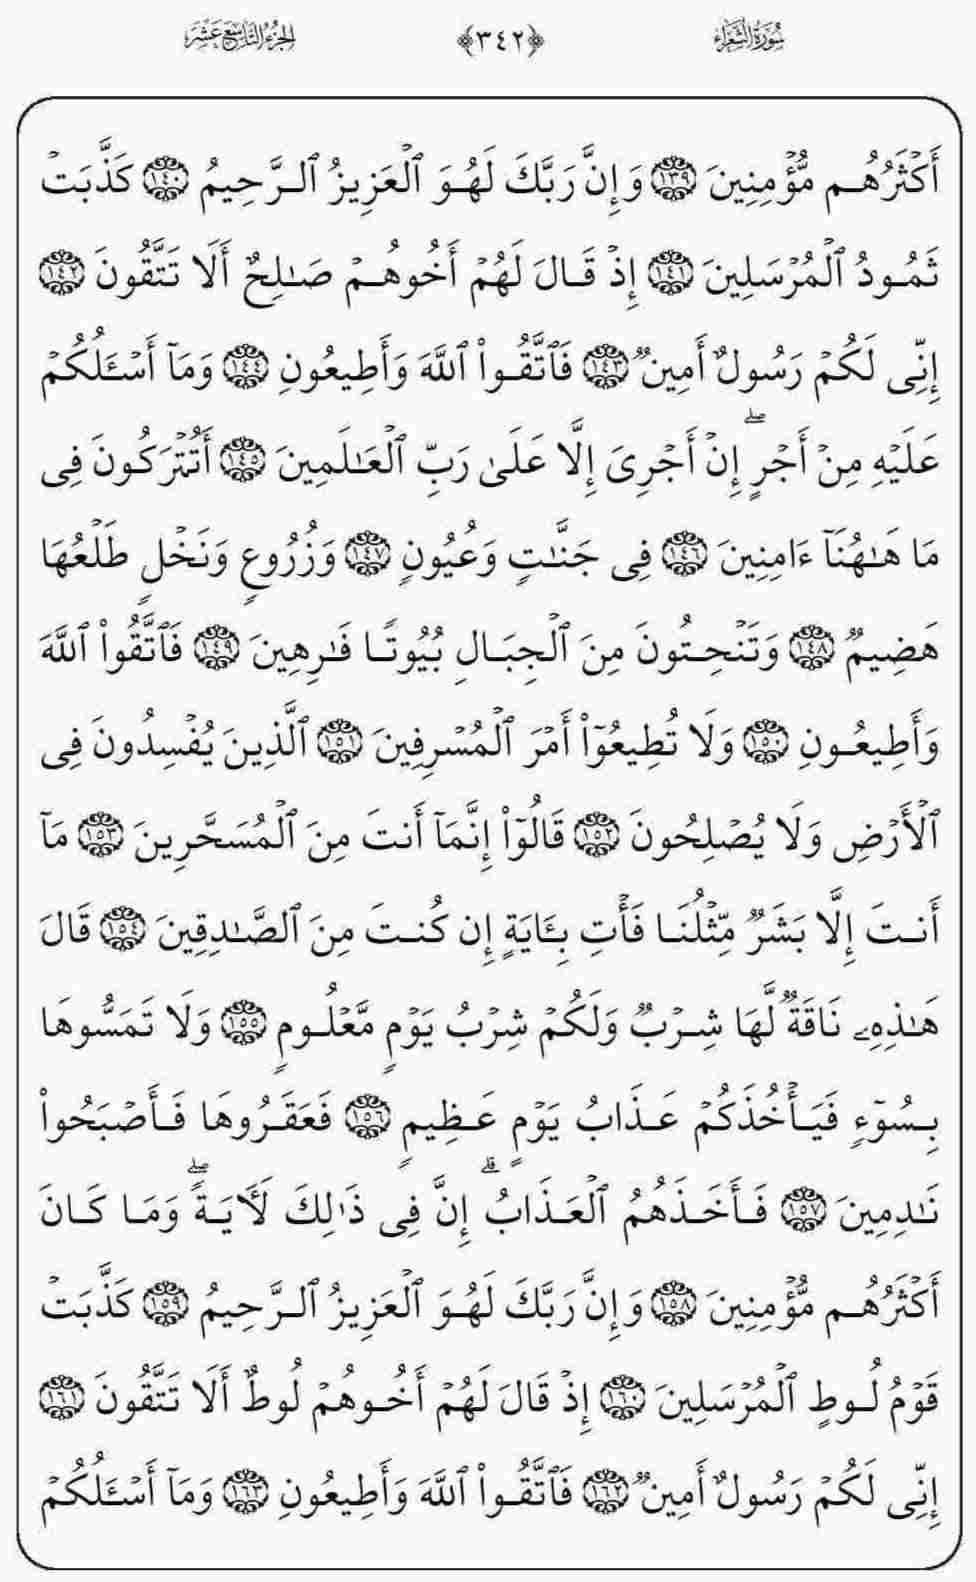 سُورَةُ الشُّعَرَاءِ ﴿٣٤٢﴾ الجُزْءُ التَّاسِعَ عَشَرَ
أَكْثَرُهُم مُّؤْمِنِينَ ١٣٩ وَإِنَّ رَبَّكَ لَهُوَ ٱلْعَزِيزُ ٱلرَّحِيمُ ١٤٠ كَذَّبَتْ
ثَمُودُ ٱلْمُرْسَلِينَ ١٤١ إِذْ قَالَ لَهُمْ أَخُوهُمْ صَـٰلِحٌ أَلَا تَتَّقُونَ ١٤٢
إِنِّى لَكُمْ رَسُولٌ أَمِينٌ ١٤٣ فَٱتَّقُوا۟ ٱللَّهَ وَأَطِيعُونِ ١٤٤ وَمَآ أَسْـَٔلُكُمْ
عَلَيْهِ مِنْ أَجْرٍ ۖ إِنْ أَجْرِىَ إِلَّا عَلَىٰ رَبِّ ٱلْعَـٰلَمِينَ ١٤٥ أَتُتْرَكُونَ فِى
مَا هَـٰهُنَآ ءَامِنِينَ ١٤٦ فِى جَنَّـٰتٍ وَعُيُونٍ ١٤٧ وَزُرُوعٍ وَنَخْلٍ طَلْعُهَا
هَضِيمٌ ١٤٨ وَتَنْحِتُونَ مِنَ ٱلْجِبَالِ بُيُوتًا فَـٰرِهِينَ ١٤٩ فَٱتَّقُوا۟ ٱللَّهَ
وَأَطِيعُونِ ١٥٠ وَلَا تُطِيعُوٓا۟ أَمْرَ ٱلْمُسْرِفِينَ ١٥١ ٱلَّذِينَ يُفْسِدُونَ فِى
ٱلْأَرْضِ وَلَا يُصْلِحُونَ ١٥٢ قَالُوٓا۟ إِنَّمَآ أَنتَ مِنَ ٱلْمُسَحَّرِينَ ١٥٣ مَآ
أَنتَ إِلَّا بَشَرٌ مِّثْلُنَا فَأْتِ بِـَٔايَةٍ إِن كُنتَ مِنَ ٱلصَّـٰدِقِينَ ١٥٤ قَالَ
هَـٰذِهِۦ نَاقَةٌ لَّهَا شِرْبٌ وَلَكُمْ شِرْبُ يَوْمٍ مَّعْلُومٍ ١٥٥ وَلَا تَمَسُّوهَا
بِسُوٓءٍ فَيَأْخُذَكُمْ عَذَابُ يَوْمٍ عَظِيمٍ ١٥٦ فَعَقَرُوهَا فَأَصْبَحُوا۟
نَـٰدِمِينَ ١٥٧ فَأَخَذَهُمُ ٱلْعَذَابُ ۗ إِنَّ فِى ذَٰلِكَ لَـَٔايَةً ۖ وَمَا كَانَ
أَكْثَرُهُم مُّؤْمِنِينَ ١٥٨ وَإِنَّ رَبَّكَ لَهُوَ ٱلْعَزِيزُ ٱلرَّحِيمُ ١٥٩ كَذَّبَتْ
قَوْمُ لُوطٍ ٱلْمُرْسَلِينَ ١٦٠ إِذْ قَالَ لَهُمْ أَخُوهُمْ لُوطٌ أَلَا تَتَّقُونَ ١٦١
إِنِّى لَكُمْ رَسُولٌ أَمِينٌ ١٦٢ فَٱتَّقُوا۟ ٱللَّهَ وَأَطِيعُونِ ١٦٣ وَمَآ أَسْـَٔلُكُمْ